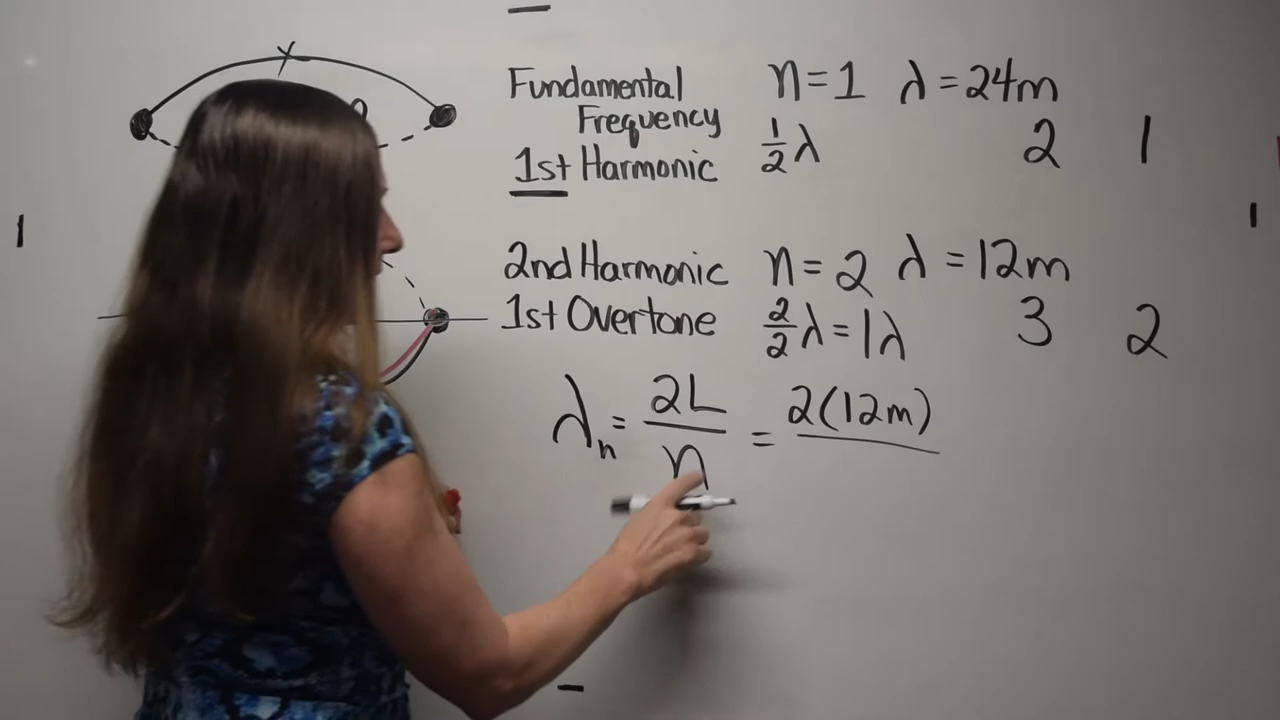 Fundamental n=1 λ=24m
Frequency ½λ 2 1
1st Harmonic
2nd Harmonic n=2 λ=12m
1st Overtone 2/2λ=1λ 3 2
λn = 2L/n = 2(12m)